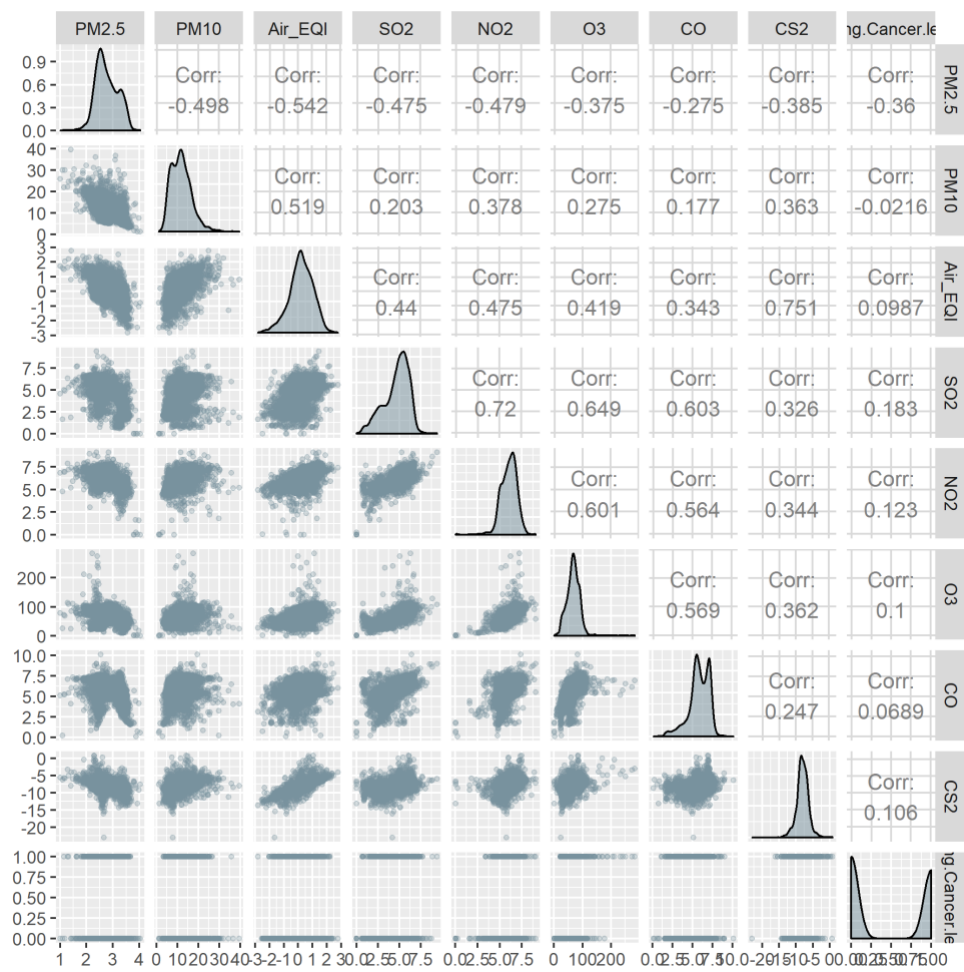 PM2.5 PM10 Air_EQI SO2 NO2 O3 CO CS2 ng.Cancer.le
0.9
0.6
0.3
0.0
Corr: Corr: Corr: Corr: Corr: Corr: Corr: Corr:
-0.498 -0.542 -0.475 -0.479 -0.375 -0.275 -0.385 -0.36
PM2.5
40
30
20
10
0
Corr: Corr: Corr: Corr: Corr: Corr: Corr:
0.519 0.203 0.378 0.275 0.177 0.363 -0.0216
PM10
3
2
1
0
-1
-2
-3
Corr: Corr: Corr: Corr: Corr: Corr:
0.44 0.475 0.419 0.343 0.751 0.0987
Air_EQI
7.5
5.0
2.5
0.0
Corr: Corr: Corr: Corr: Corr:
0.72 0.649 0.603 0.326 0.183
SO2
7.5
5.0
2.5
0.0
Corr: Corr: Corr: Corr:
0.601 0.564 0.344 0.123
NO2
200
100
0
Corr: Corr: Corr:
0.569 0.362 0.1
O3
10.0
7.5
5.0
2.5
0.0
Corr: Corr:
0.247 0.0689
CO
0
-5
-10
-15
-20
Corr:
0.106
CS2
1.00
0.75
0.50
0.25
0.00
ng.Cancer.le
1 2 3 4 0 10 20 30 40 -3 -2 -1 0 1 2 3 0.0 2.5 5.0 7.5 0.0 2.5 5.0 7.5 0 100 200 0.0 2.5 5.0 7.5 10.0 -20 -15 -10 -5 0 0.00 0.25 0.50 0.75 1.00